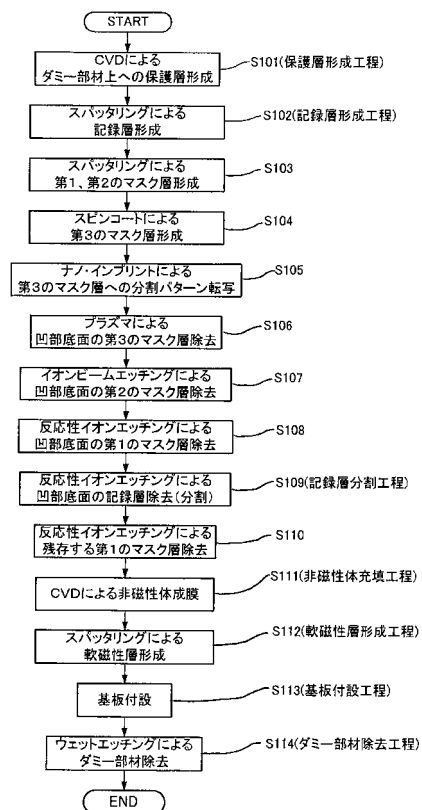 START
CVDによる
ダミー部材上への保護層形成
S101(保護層形成工程)
スパッタリングによる
記録層形成
S102(記録層形成工程)
スパッタリングによる
第1、第2のマスク層形成
S103
スピンコートによる
第3のマスク層形成
S104
ナノ・インプリントによる
第3のマスク層への分割パターン転写
S105
プラズマによる
凹部底面の第3のマスク層除去
S106
イオンビームエッチングによる
凹部底面の第2のマスク層除去
S107
反応性イオンエッチングによる
凹部底面の第1のマスク層除去
S108
反応性イオンエッチングによる
凹部底面の記録層除去(分割)
S109(記録層分割工程)
反応性イオンエッチングによる
残存する第1のマスク層除去
S110
CVDによる非磁性体成膜
S111(非磁性体充填工程)
スパッタリングによる
軟磁性層形成
S112(軟磁性層形成工程)
基板付設
S113(基板付設工程)
ウェットエッチングによる
ダミー部材除去
S114(ダミー部材除去工程)
END